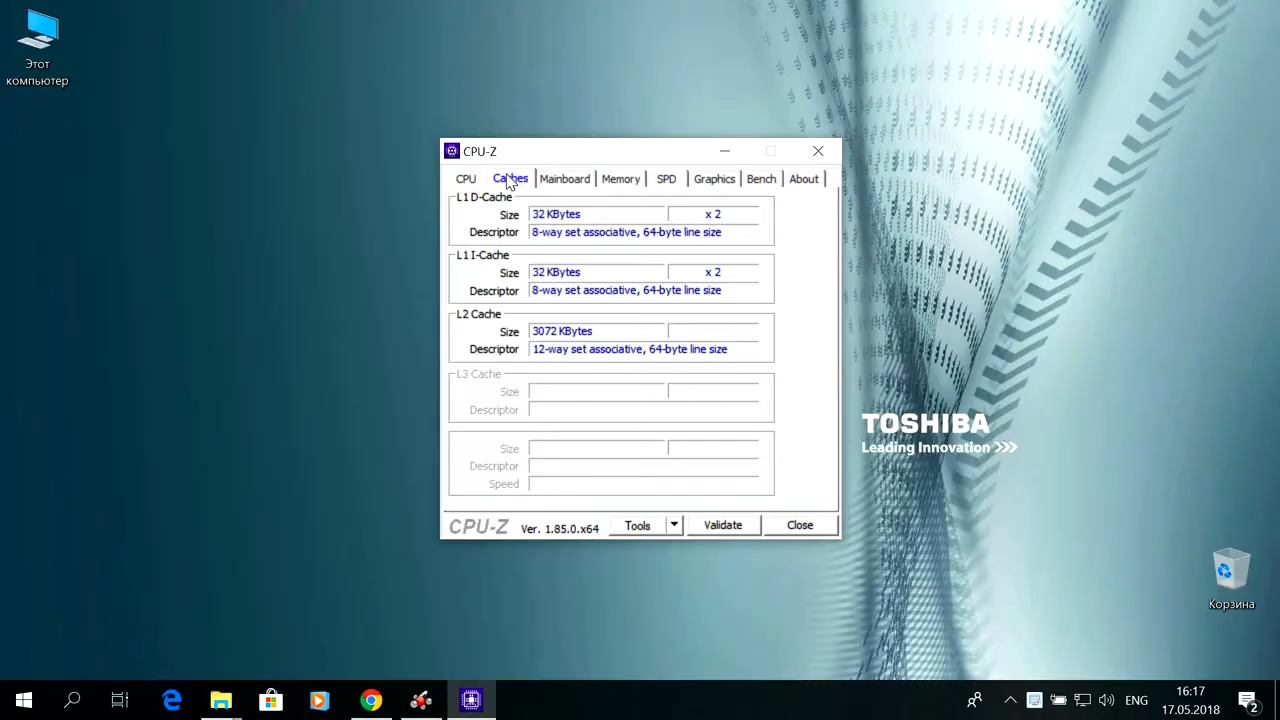 Этот
компьютер
CPU-Z
CPU Caches Mainboard Memory SPD Graphics Bench About
L1 D-Cache
Size 32 KBytes x 2
Descriptor 8-way set associative, 64-byte line size
L1 I-Cache
Size 32 KBytes x 2
Descriptor 8-way set associative, 64-byte line size
L2 Cache
Size 3072 KBytes
Descriptor 12-way set associative, 64-byte line size
L3 Cache
Size
Descriptor
Size
Descriptor
Speed
CPU-Z Ver. 1.85.0.x64 Tools Validate Close
TOSHIBA
Leading Innovation >>>
Корзина
ENG
16:17
17.05.2018
2